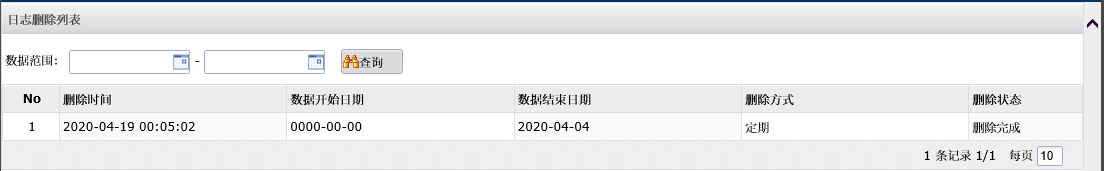 日志删除列表
数据范围: - 查询
No 删除时间 数据开始日期 数据结束日期 删除方式 删除状态
1 2020-04-19 00:05:02 0000-00-00 2020-04-04 定期 删除完成
1 条记录 1/1 每页 10